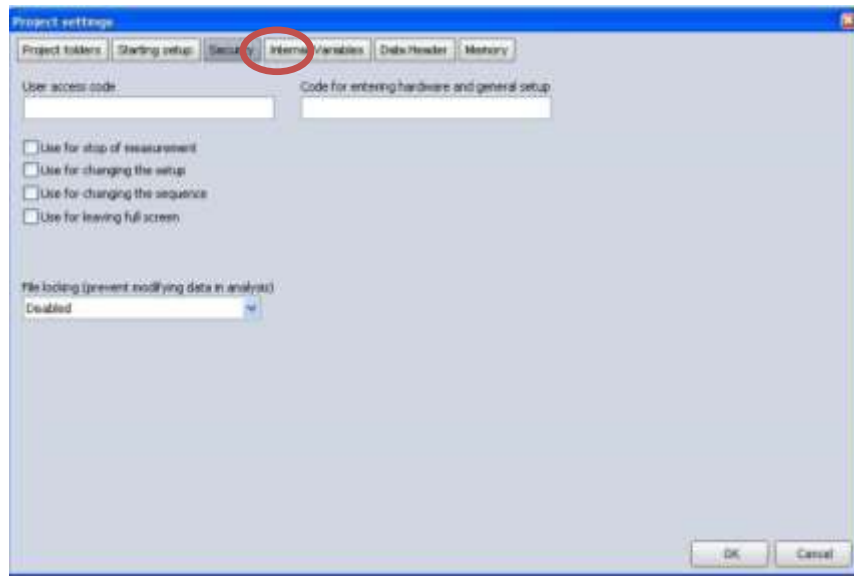 Project settings
Project folders Starting setup Security Internal Variables Data Header Memory
User access code Code for entering hardware and general setup
Use for stop of measurement
Use for changing the setup
Use for changing the sequence
Use for leaving full screen
File locking (prevent modifying data in analysis)
Disabled
OK Cancel